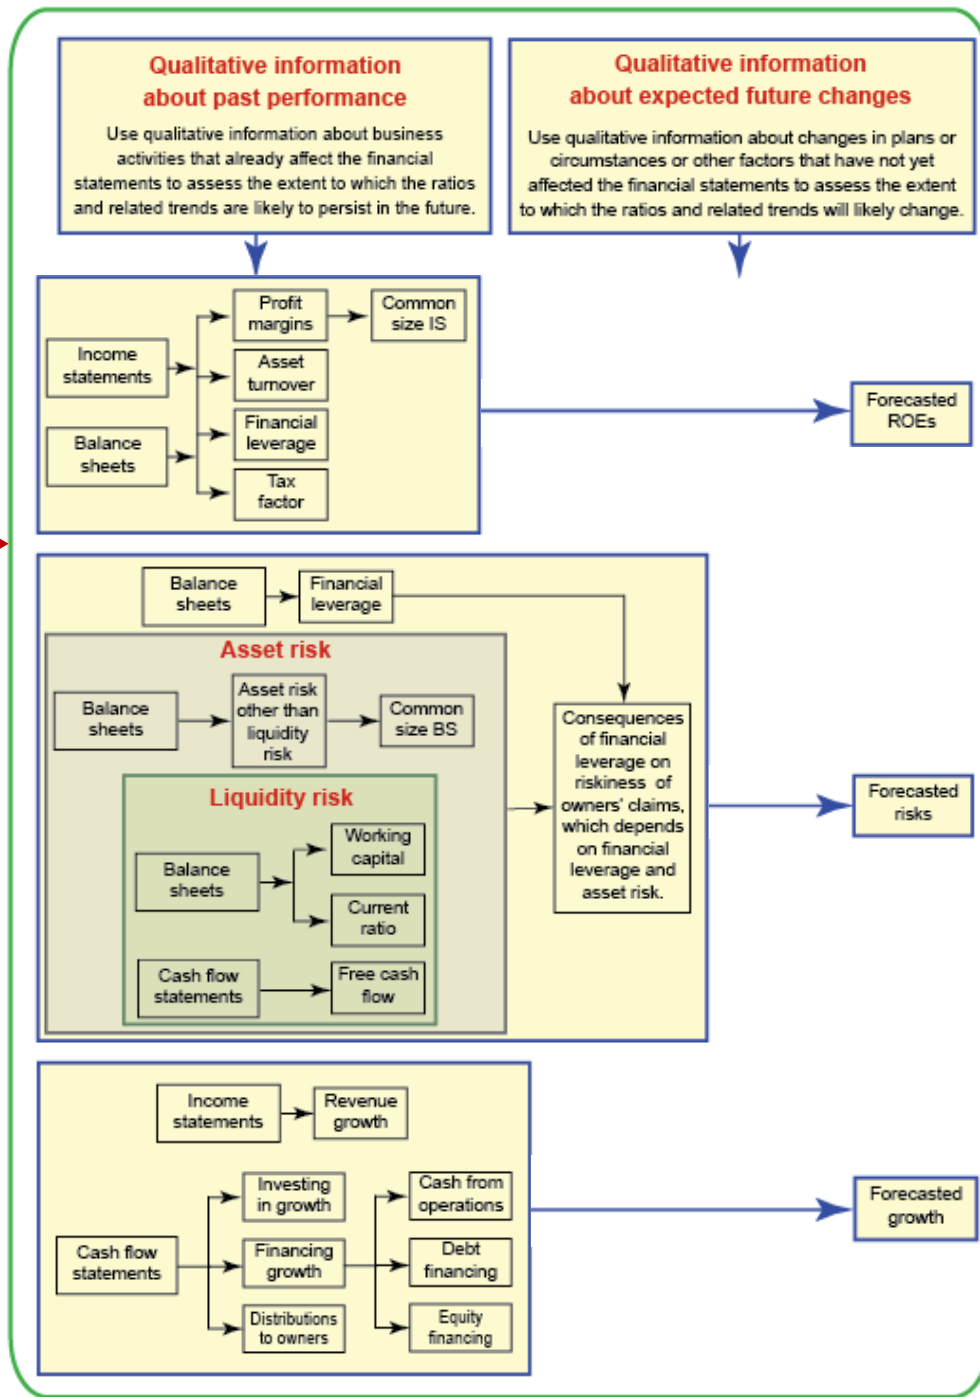 Qualitative information
about past performance
Use qualitative information about business
activities that already affect the financial
statements to assess the extent to which the ratios
and related trends are likely to persist in the future.
Qualitative information
about expected future changes
Use qualitative information about changes in plans or
circumstances or other factors that have not yet
affected the financial statements to assess the extent
to which the ratios and related trends will likely change.
Income
statements
Balance
sheets
Profit
margins
Common
size IS
Asset
turnover
Financial
leverage
Tax
factor
Forecasted
ROEs
Balance
sheets
Financial
leverage
Asset risk
Balance
sheets
Asset risk
other than
liquidity
risk
Common
size BS
Liquidity risk
Balance
sheets
Working
capital
Current
ratio
Cash flow
statements
Free cash
flow
Consequences
of financial
leverage on
riskiness of
owners' claims,
which depends
on financial
leverage and
asset risk.
Forecasted
risks
Income
statements
Revenue
growth
Cash flow
statements
Investing
in growth
Financing
growth
Distributions
to owners
Cash from
operations
Debt
financing
Equity
financing
Forecasted
growth